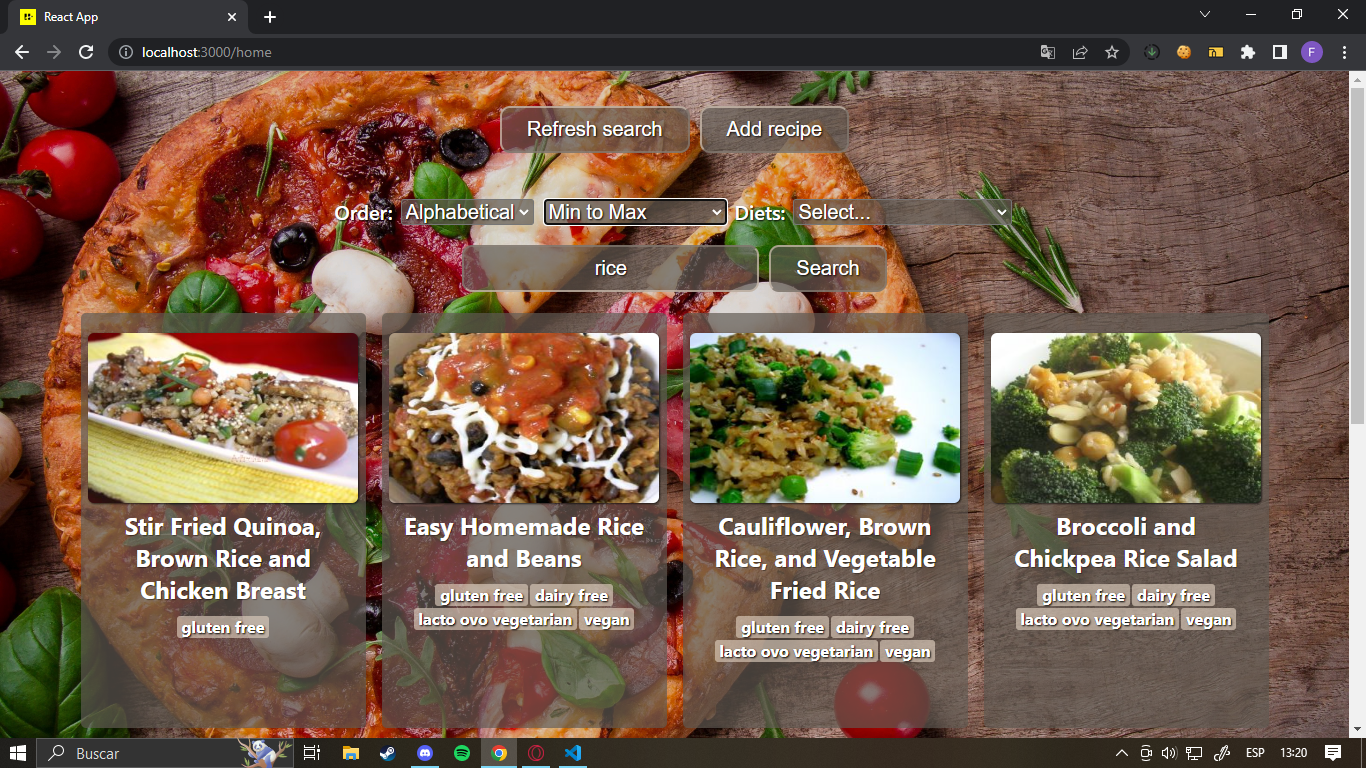 React App
localhost:3000/home
F
Refresh search
Add recipe
Order: Alphabetical Min to Max Diets: Select...
rice Search
Stir Fried Quinoa,
Brown Rice and
Chicken Breast
gluten free
Easy Homemade Rice
and Beans
gluten free dairy free
lacto ovo vegetarian vegan
Cauliflower, Brown
Rice, and Vegetable
Fried Rice
gluten free dairy free
lacto ovo vegetarian vegan
Broccoli and
Chickpea Rice Salad
gluten free dairy free
lacto ovo vegetarian vegan
Buscar
ESP
13:20